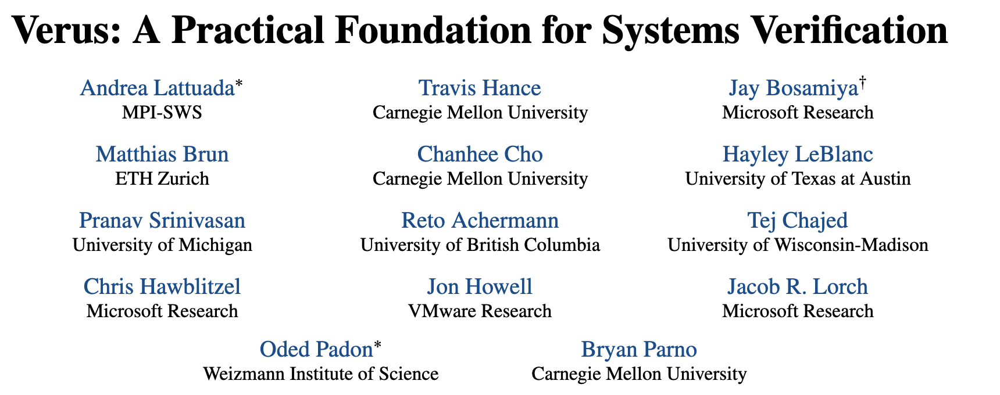 Verus: A Practical Foundation for Systems Verification
Andrea Lattuada* Travis Hance Jay Bosamiya†
MPI-SWS Carnegie Mellon University Microsoft Research
Matthias Brun Chanhee Cho Hayley LeBlanc
ETH Zurich Carnegie Mellon University University of Texas at Austin
Pranav Srinivasan Reto Achermann Tej Chajed
University of Michigan University of British Columbia University of Wisconsin-Madison
Chris Hawblitzel Jon Howell Jacob R. Lorch
Microsoft Research VMware Research Microsoft Research
Oded Padon* Bryan Parno
Weizmann Institute of Science Carnegie Mellon University